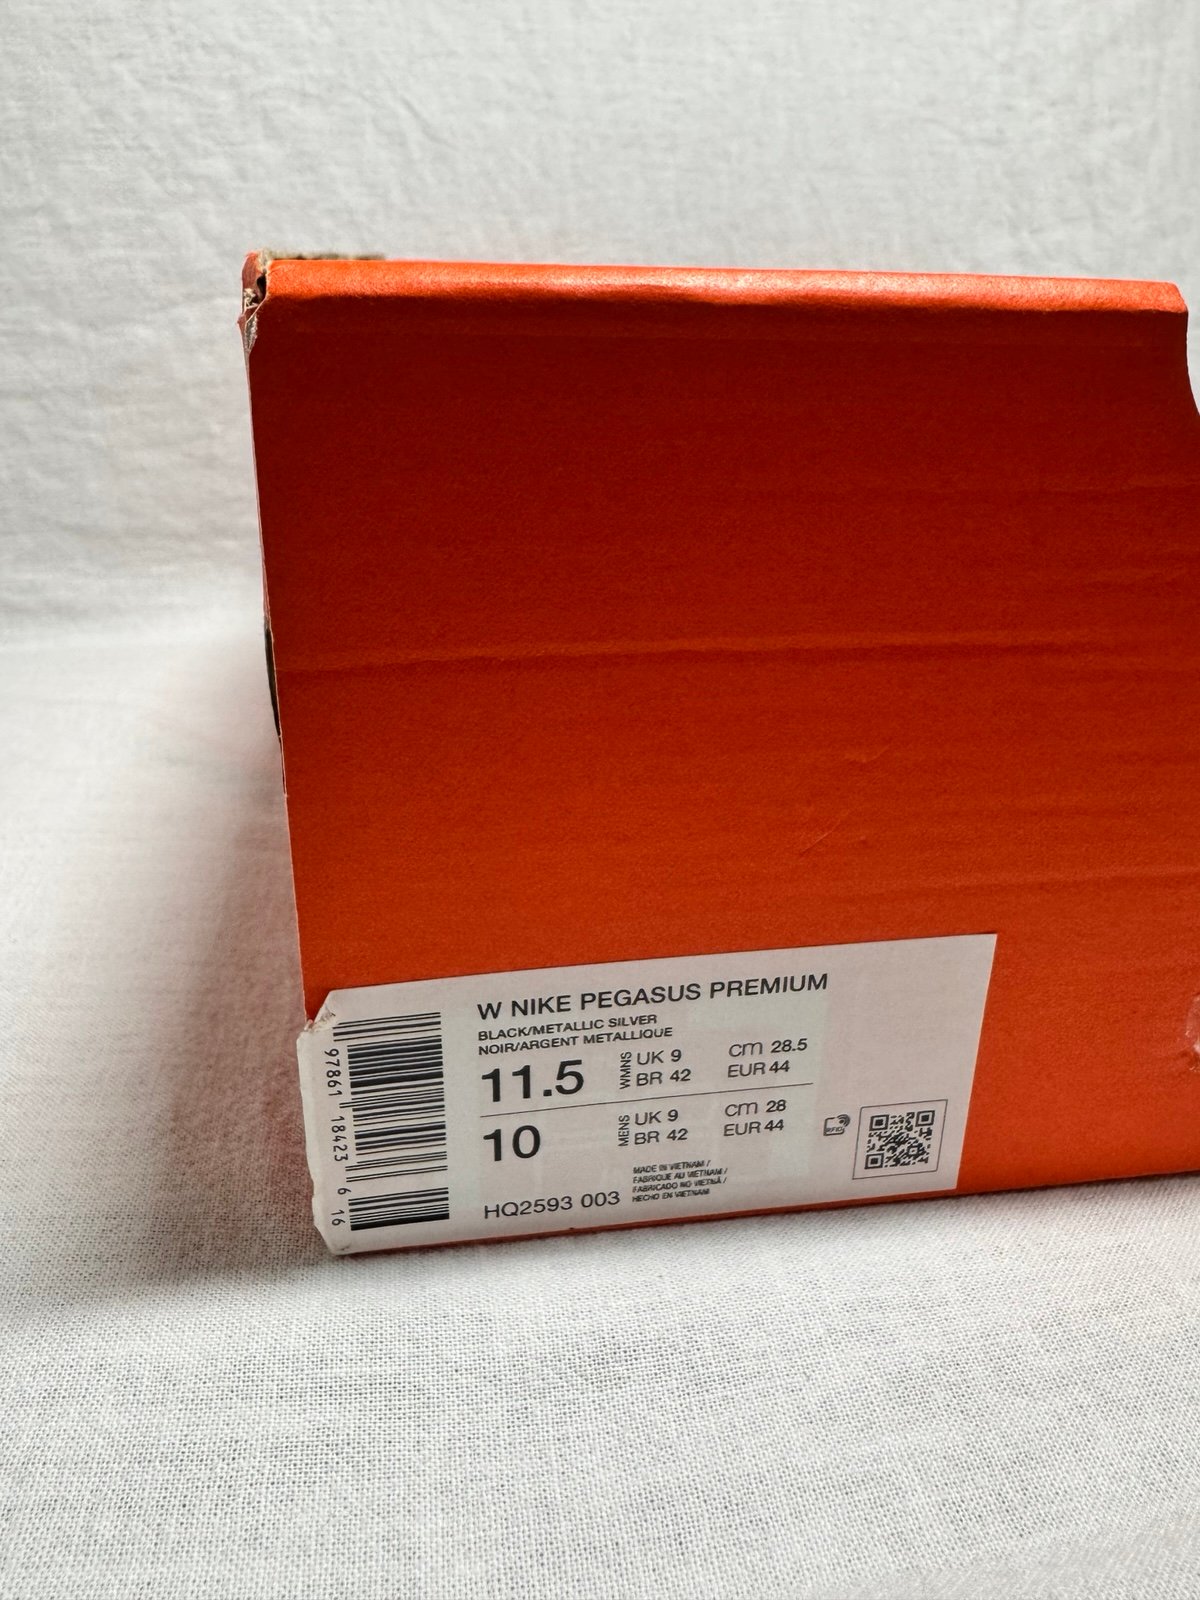 W NIKE PEGASUS PREMIUM
BLACK/METALLIC SILVER
NOIR/ARGENT METALLIQUE
11.5 WMNS UK 9 cm 28.5
BR 42 EUR 44
10 MENS UK 9 cm 28
BR 42 EUR 44
RFID
MADE IN VIETNAM /
FABRIQUE AU VIETNAM /
FABRICADO NO VIETNÃ /
HECHO EN VIETNAM
HQ2593 003
97861 18423 6 16